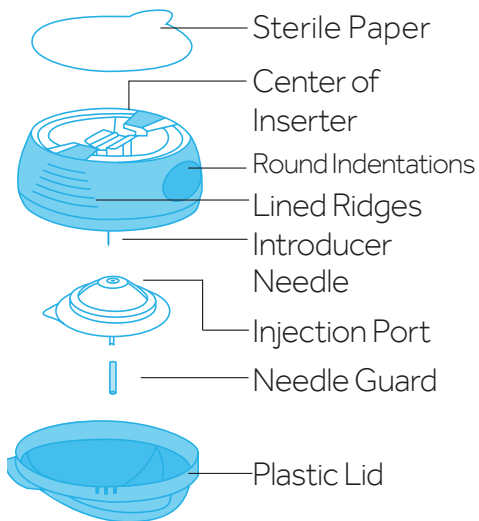 Sterile Paper
Center of
Inserter
Round Indentations
Lined Ridges
Introducer
Needle
Injection Port
Needle Guard
Plastic Lid